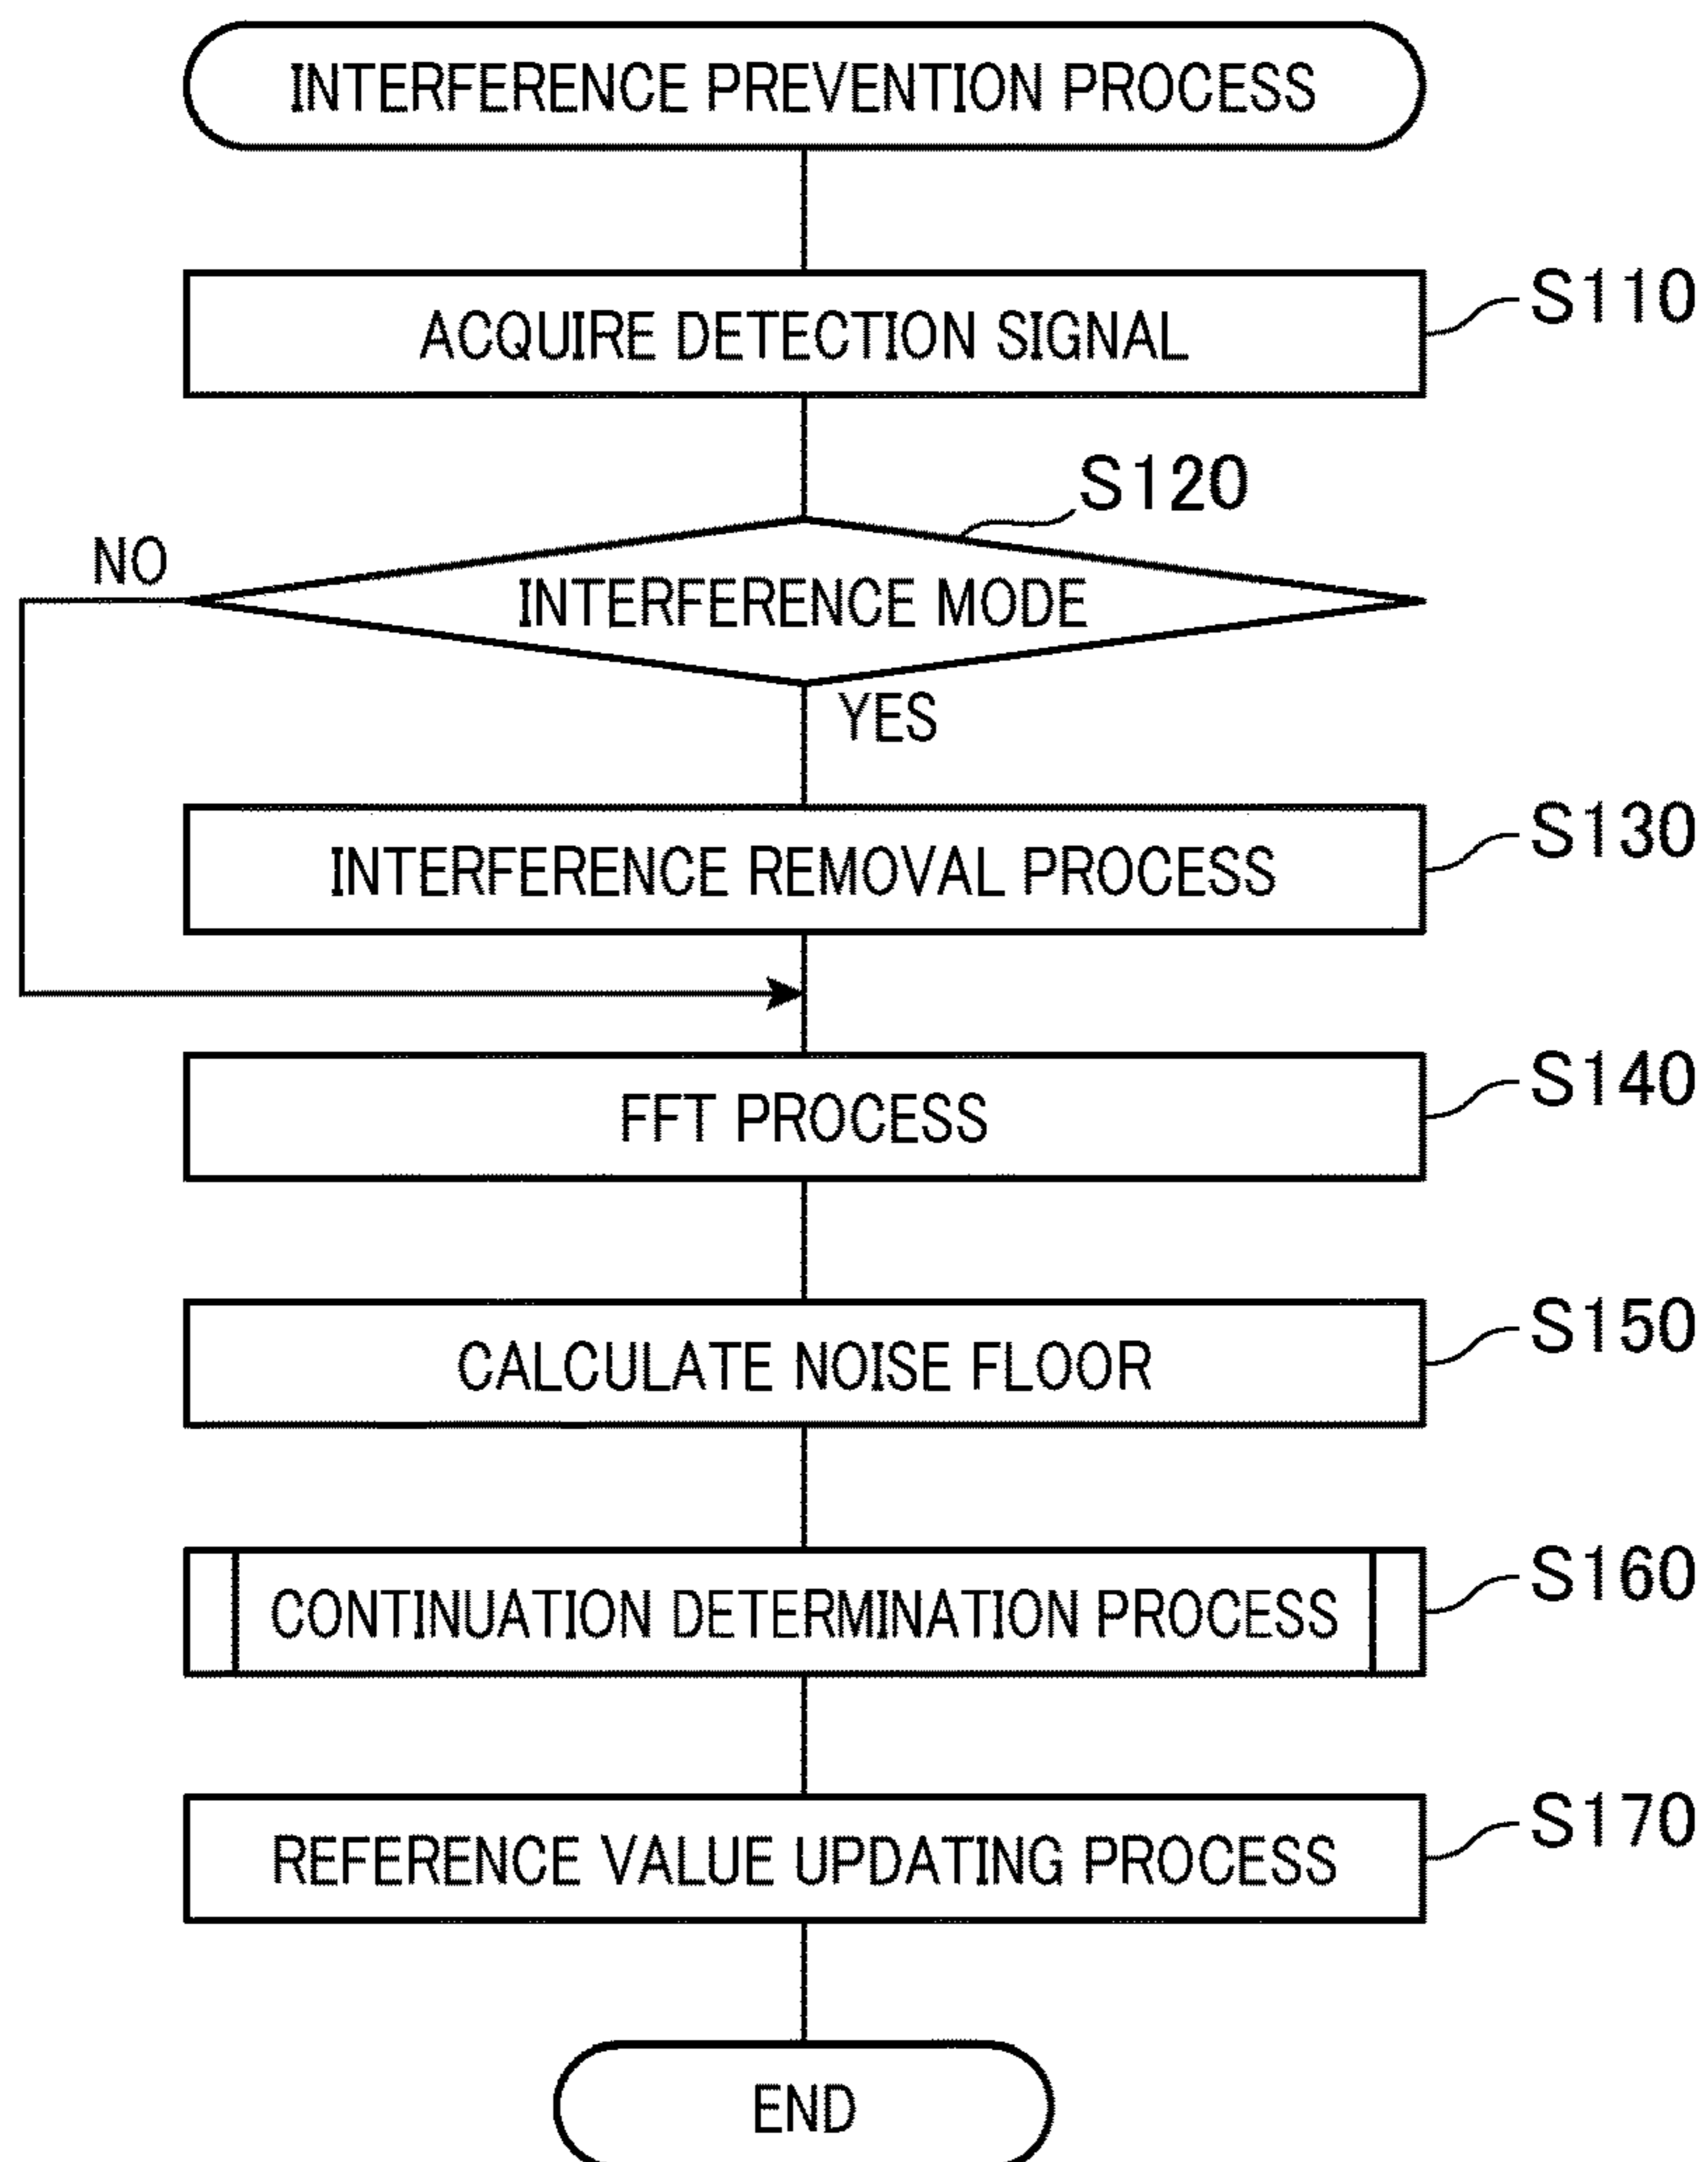 INTERFERENCE PREVENTION PROCESS
ACQUIRE DETECTION SIGNAL
S110
S120
NO
INTERFERENCE MODE
YES
INTERFERENCE REMOVAL PROCESS
S130
FFT PROCESS
S140
CALCULATE NOISE FLOOR
S150
CONTINUATION DETERMINATION PROCESS
S160
REFERENCE VALUE UPDATING PROCESS
S170
END